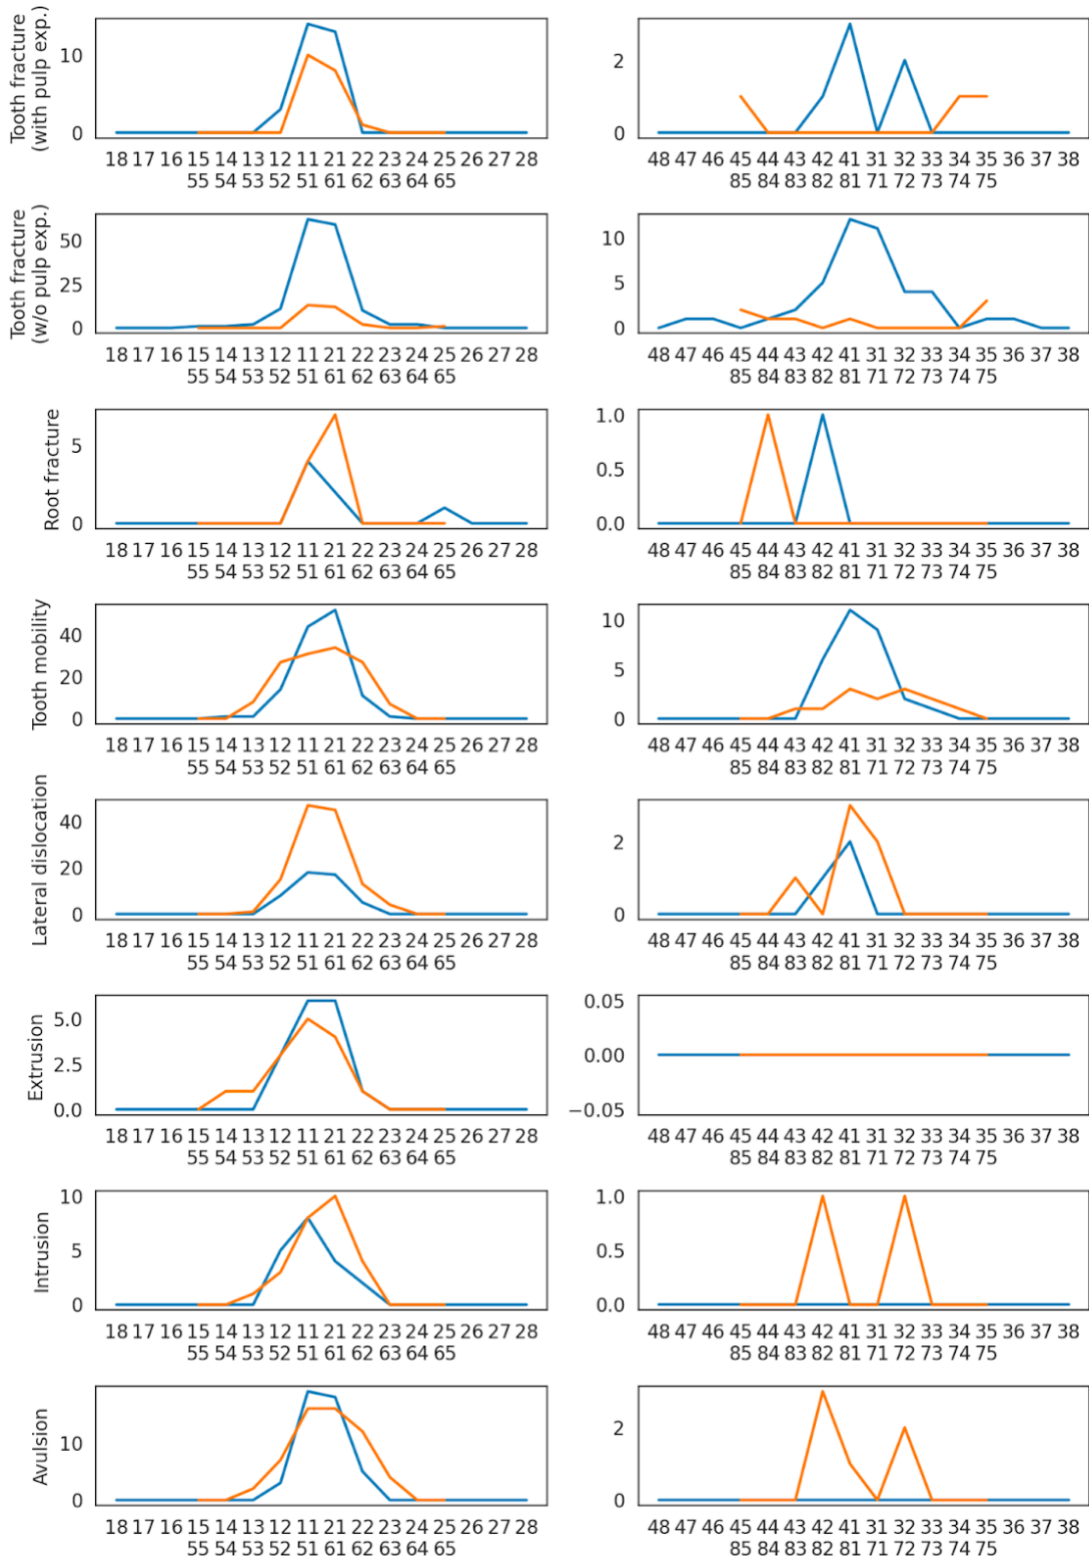 Tooth fracture
(with pulp exp.)
10
0
18 17 16 15 14 13 12 11 21 22 23 24 25 26 27 28
55 54 53 52 51 61 62 63 64 65
2
0
48 47 46 45 44 43 42 41 31 32 33 34 35 36 37 38
85 84 83 82 81 71 72 73 74 75
Tooth fracture
(w/o pulp exp.)
50
25
0
18 17 16 15 14 13 12 11 21 22 23 24 25 26 27 28
55 54 53 52 51 61 62 63 64 65
10
5
0
48 47 46 45 44 43 42 41 31 32 33 34 35 36 37 38
85 84 83 82 81 71 72 73 74 75
Root fracture
5
0
18 17 16 15 14 13 12 11 21 22 23 24 25 26 27 28
55 54 53 52 51 61 62 63 64 65
1.0
0.5
0.0
48 47 46 45 44 43 42 41 31 32 33 34 35 36 37 38
85 84 83 82 81 71 72 73 74 75
Tooth mobility
40
20
0
18 17 16 15 14 13 12 11 21 22 23 24 25 26 27 28
55 54 53 52 51 61 62 63 64 65
10
5
0
48 47 46 45 44 43 42 41 31 32 33 34 35 36 37 38
85 84 83 82 81 71 72 73 74 75
Lateral dislocation
40
20
0
18 17 16 15 14 13 12 11 21 22 23 24 25 26 27 28
55 54 53 52 51 61 62 63 64 65
2
0
48 47 46 45 44 43 42 41 31 32 33 34 35 36 37 38
85 84 83 82 81 71 72 73 74 75
Extrusion
5.0
2.5
0.0
18 17 16 15 14 13 12 11 21 22 23 24 25 26 27 28
55 54 53 52 51 61 62 63 64 65
0.05
0.00
−0.05
48 47 46 45 44 43 42 41 31 32 33 34 35 36 37 38
85 84 83 82 81 71 72 73 74 75
Intrusion
10
5
0
18 17 16 15 14 13 12 11 21 22 23 24 25 26 27 28
55 54 53 52 51 61 62 63 64 65
1.0
0.5
0.0
48 47 46 45 44 43 42 41 31 32 33 34 35 36 37 38
85 84 83 82 81 71 72 73 74 75
Avulsion
10
0
18 17 16 15 14 13 12 11 21 22 23 24 25 26 27 28
55 54 53 52 51 61 62 63 64 65
2
0
48 47 46 45 44 43 42 41 31 32 33 34 35 36 37 38
85 84 83 82 81 71 72 73 74 75